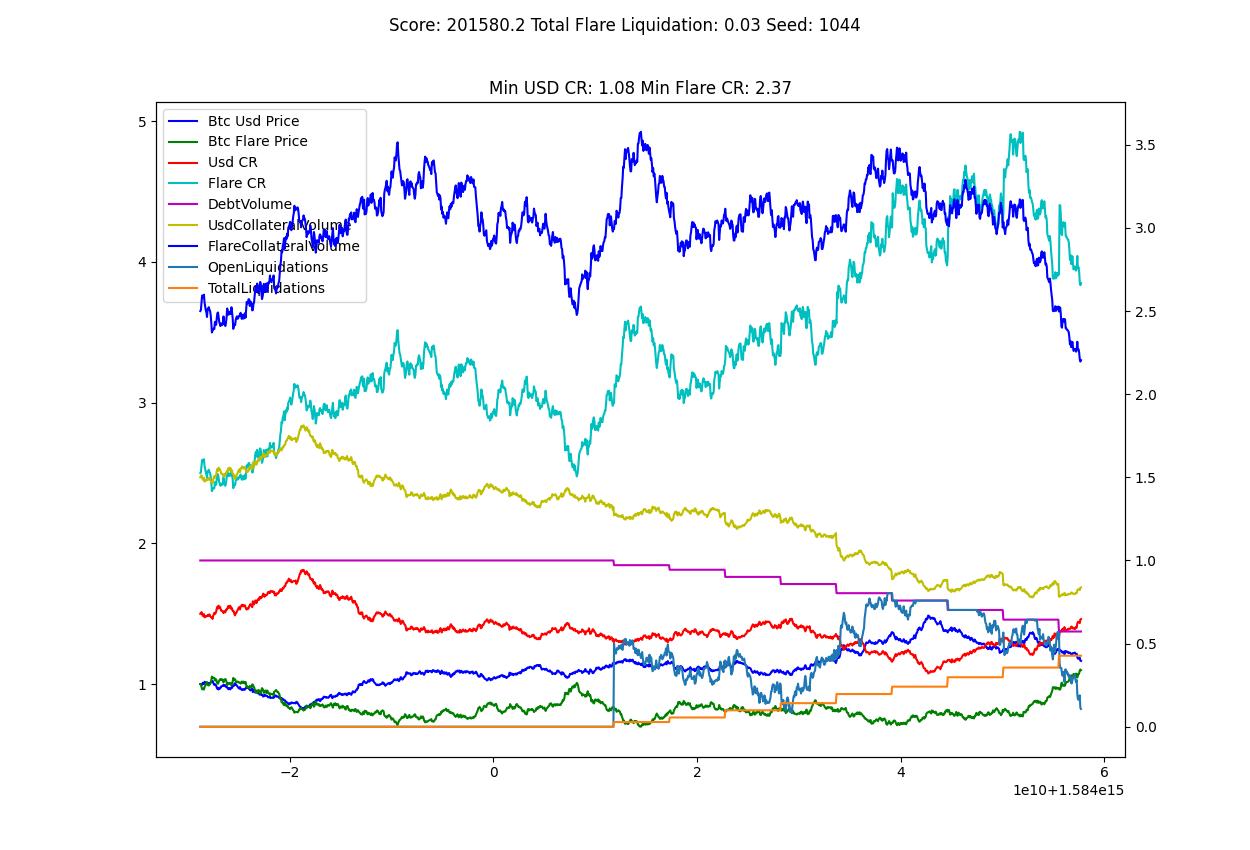 Score: 201580.2 Total Flare Liquidation: 0.03 Seed: 1044
Min USD CR: 1.08 Min Flare CR: 2.37
Btc Usd Price
Btc Flare Price
Usd CR
Flare CR
DebtVolume
UsdCollateralVolume
FlareCollateralVolume
OpenLiquidations
TotalLiquidations
5
4
3
2
1
3.5
3.0
2.5
2.0
1.5
1.0
0.5
0.0
−2
0
2
4
6
1e10+1.584e15